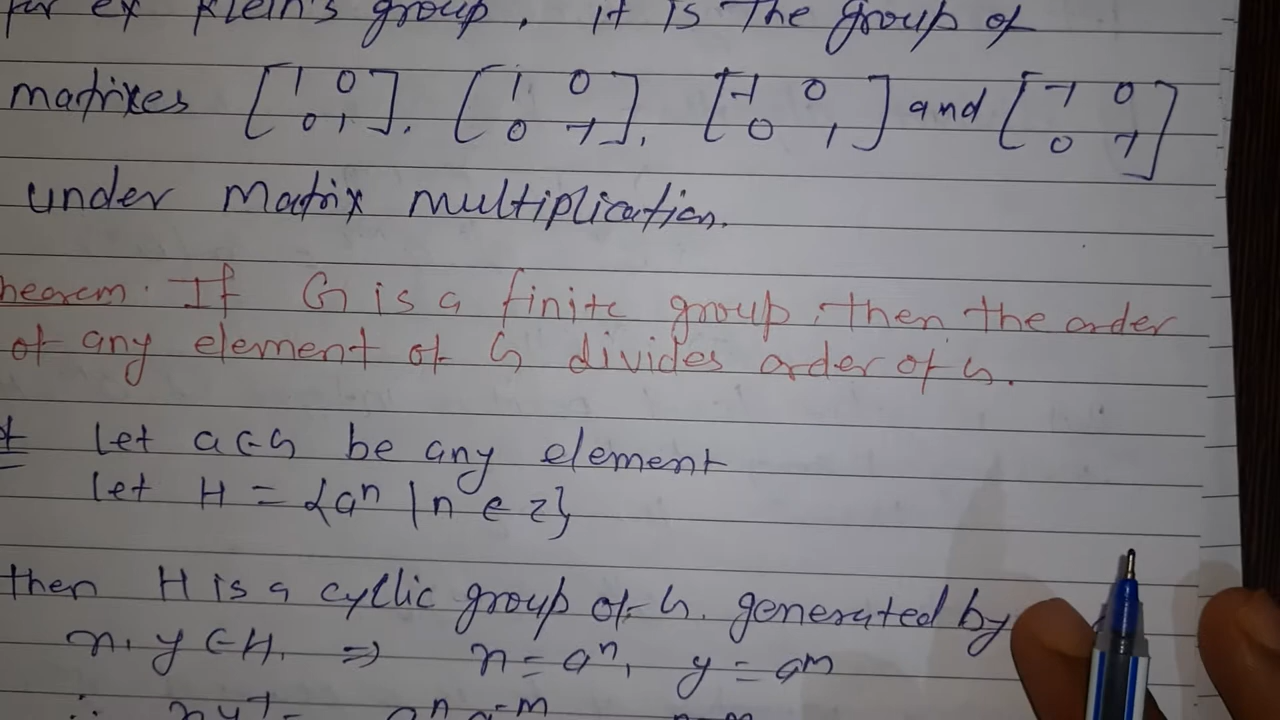 for ex Klein's group, it is the group of
matrixes [1 0 0 1], [1 0 0 -1], [-1 0 0 1] and [-1 0 0 -1]
under matrix multiplication.
heorem. If G is a finite group, then the order
of any element of G divides order of G.
Let a ∈ G be any element
Let H = {aⁿ | n ∈ Z}
then H is a cyclic group of G. generated by
x, y ∈ H, ⇒ x = aⁿ, y = aᵐ
∴ xy⁻¹ = aⁿ a⁻ᵐ